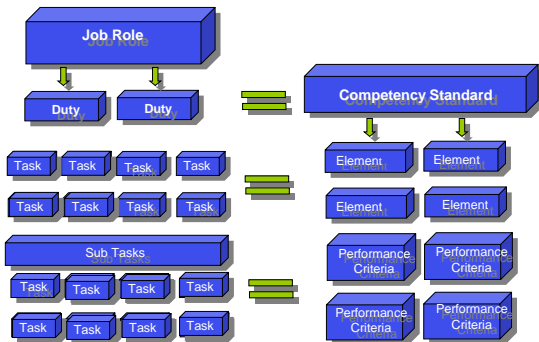 Job Role
Duty Duty
Competency Standard
Task Task Task Task
Element Element
Task Task Task Task
Element Element
Sub Tasks
Performance Criteria Performance Criteria
Task Task Task Task
Task Task Task Task
Performance Criteria Performance Criteria